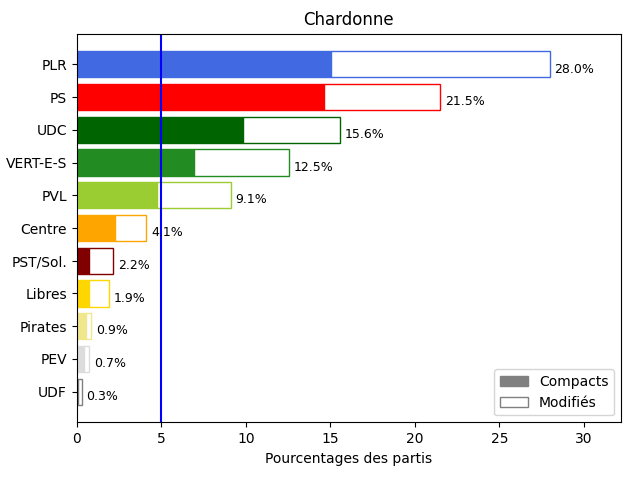 Chardonne
PLR 28.0%
PS 21.5%
UDC 15.6%
VERT-E-S 12.5%
PVL 9.1%
Centre 4.1%
PST/Sol. 2.2%
Libres 1.9%
Pirates 0.9%
PEV 0.7%
UDF 0.3%
Compacts
Modifiés
0 5 10 15 20 25 30
Pourcentages des partis